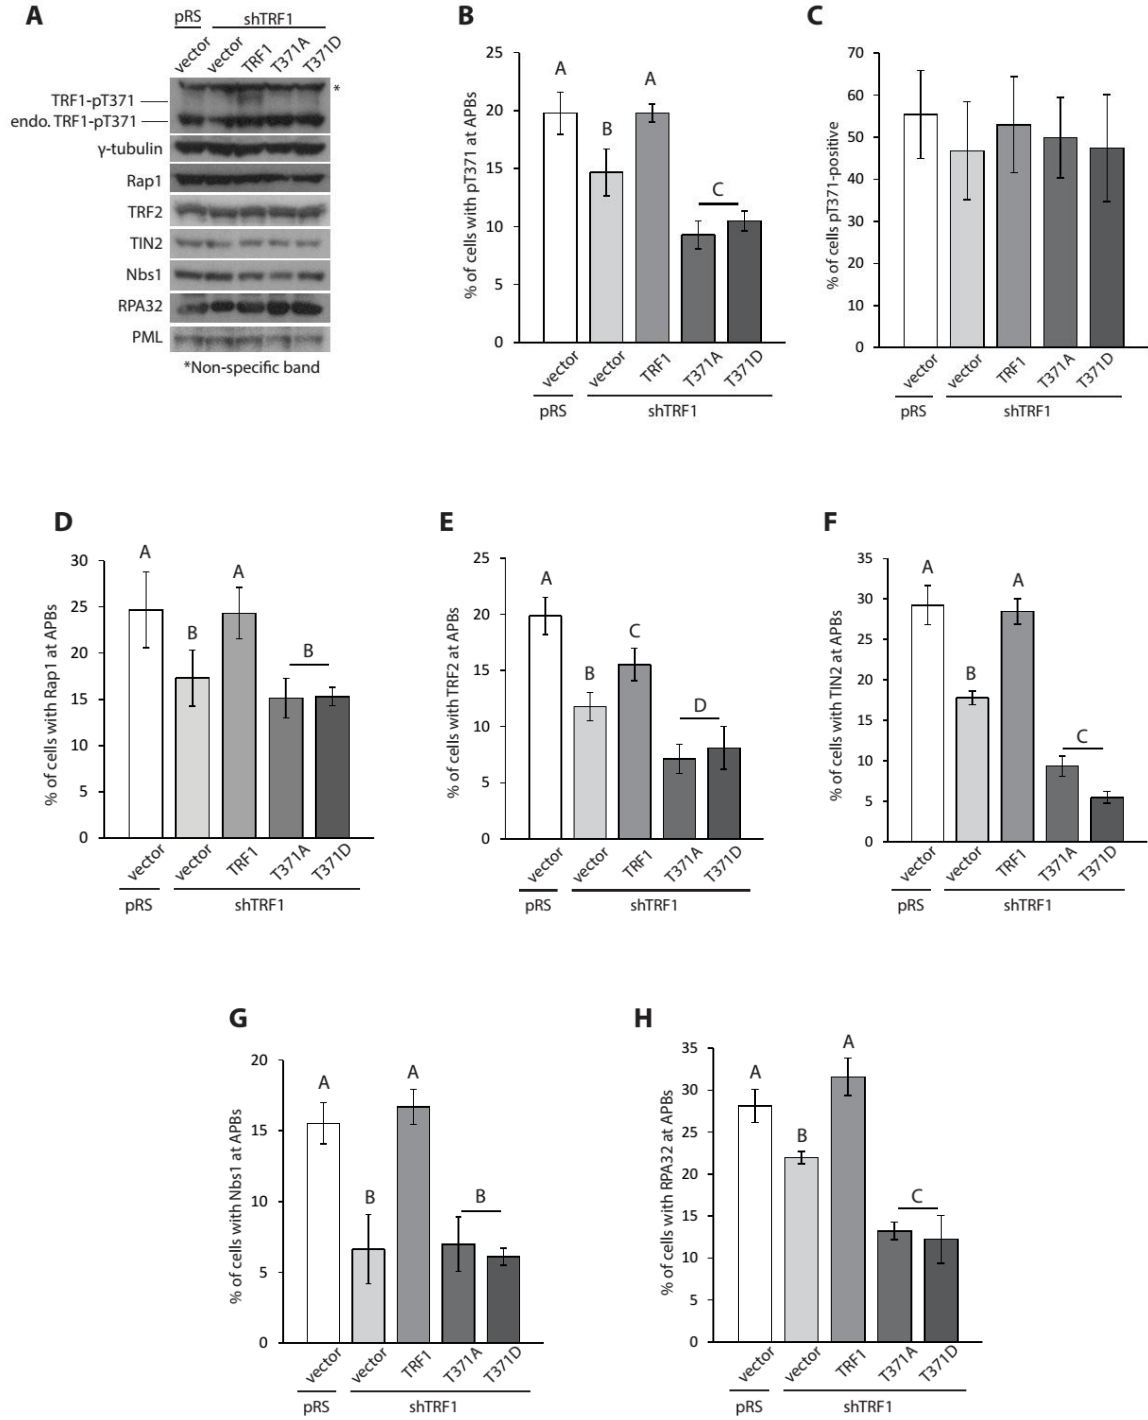 A
pRS
shTRF1
vector
vector
TRF1
T371A
T371D
*
TRF1-pT371
endo. TRF1-pT371
γ-tubulin
Rap1
TRF2
TIN2
Nbs1
RPA32
PML
*Non-specific band
B
% of cells with pT371 at APBs
25
20
15
10
5
0
A
B
A
C
vector
vector
TRF1
T371A
T371D
pRS
shTRF1
C
% of cells pT371-positive
70
60
50
40
30
20
10
0
vector
vector
TRF1
T371A
T371D
pRS
shTRF1
D
% of cells with Rap1 at APBs
30
25
20
15
10
5
0
A
B
A
B
vector
vector
TRF1
T371A
T371D
pRS
shTRF1
E
% of cells with TRF2 at APBs
25
20
15
10
5
0
A
B
C
D
vector
vector
TRF1
T371A
T371D
pRS
shTRF1
F
% of cells with TIN2 at APBs
35
30
25
20
15
10
5
0
A
B
A
C
vector
vector
TRF1
T371A
T371D
pRS
shTRF1
G
% of cells with Nbs1 at APBs
20
15
10
5
0
A
B
A
B
vector
vector
TRF1
T371A
T371D
pRS
shTRF1
H
% of cells with RPA32 at APBs
35
30
25
20
15
10
5
0
A
B
A
C
vector
vector
TRF1
T371A
T371D
pRS
shTRF1